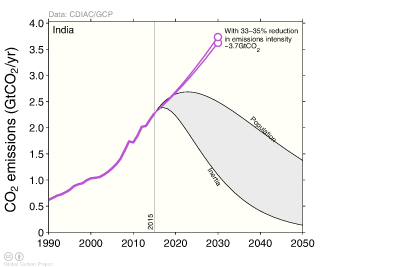 Data: CDIAC/GCP
India
With 33–35% reduction
in emissions intensity
~3.7GtCO2
CO2 emissions (GtCO2/yr)
4.0
3.5
3.0
2.5
2.0
1.5
1.0
0.5
0
Population
Inertia
2015
1990
2000
2010
2020
2030
2040
2050
Global Carbon Project